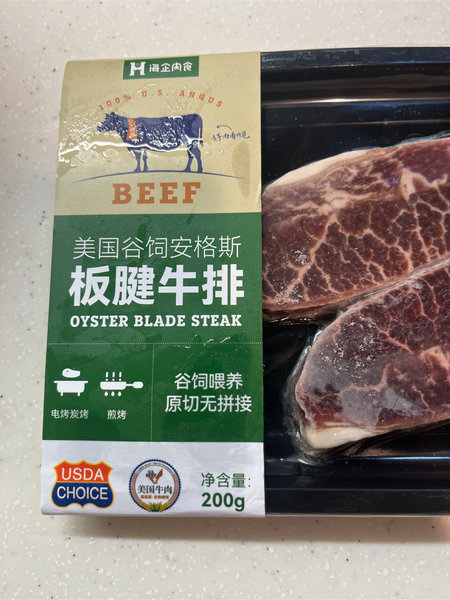 H 海企肉食
100% U.S. ANGUS
BEEF
美国谷饲安格斯
板腱牛排
OYSTER BLADE STEAK
电烤炭烤
煎烤
谷饲喂养
原切无拼接
USDA
CHOICE
美国牛肉
净含量:
200g